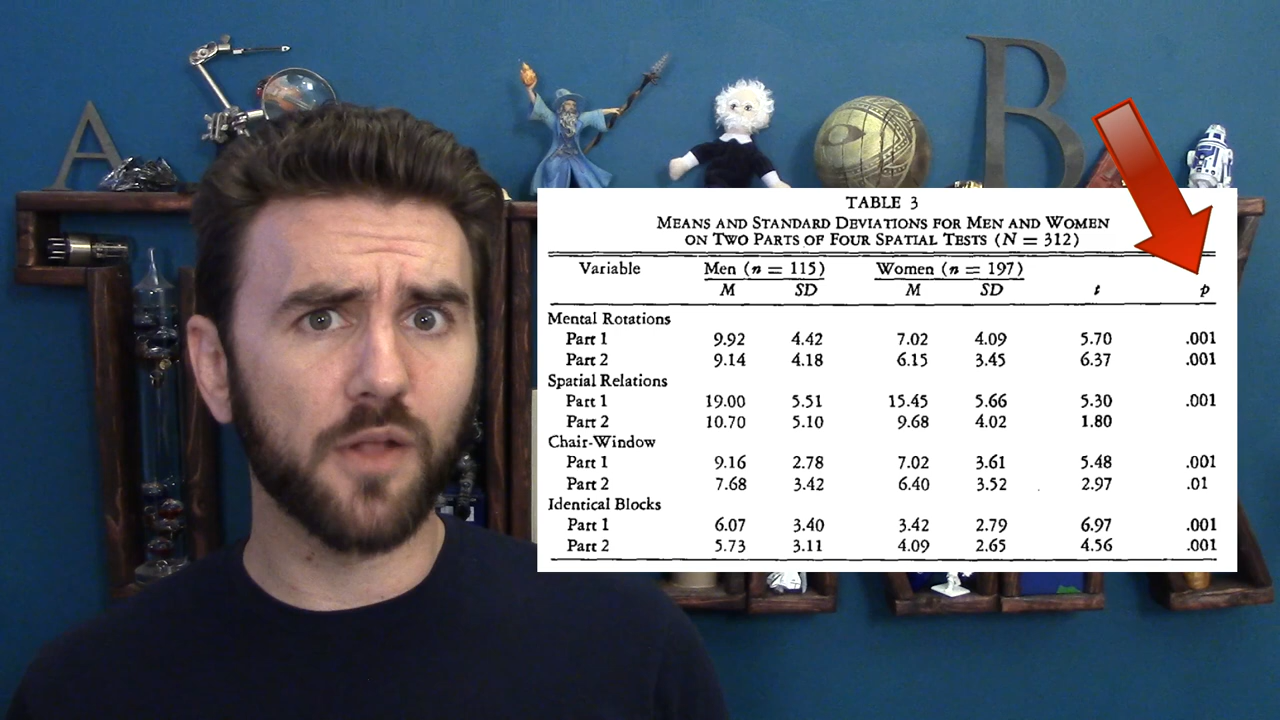 A
B
TABLE 3
MEANS AND STANDARD DEVIATIONS FOR MEN AND WOMEN
ON TWO PARTS OF FOUR SPATIAL TESTS (N = 312)
Variable Men (n = 115) Women (n = 197)
M SD M SD t p
Mental Rotations
Part 1 9.92 4.42 7.02 4.09 5.70 .001
Part 2 9.14 4.18 6.15 3.45 6.37 .001
Spatial Relations
Part 1 19.00 5.51 15.45 5.66 5.30 .001
Part 2 10.70 5.10 9.68 4.02 1.80
Chair-Window
Part 1 9.16 2.78 7.02 3.61 5.48 .001
Part 2 7.68 3.42 6.40 3.52 2.97 .01
Identical Blocks
Part 1 6.07 3.40 3.42 2.79 6.97 .001
Part 2 5.73 3.11 4.09 2.65 4.56 .001